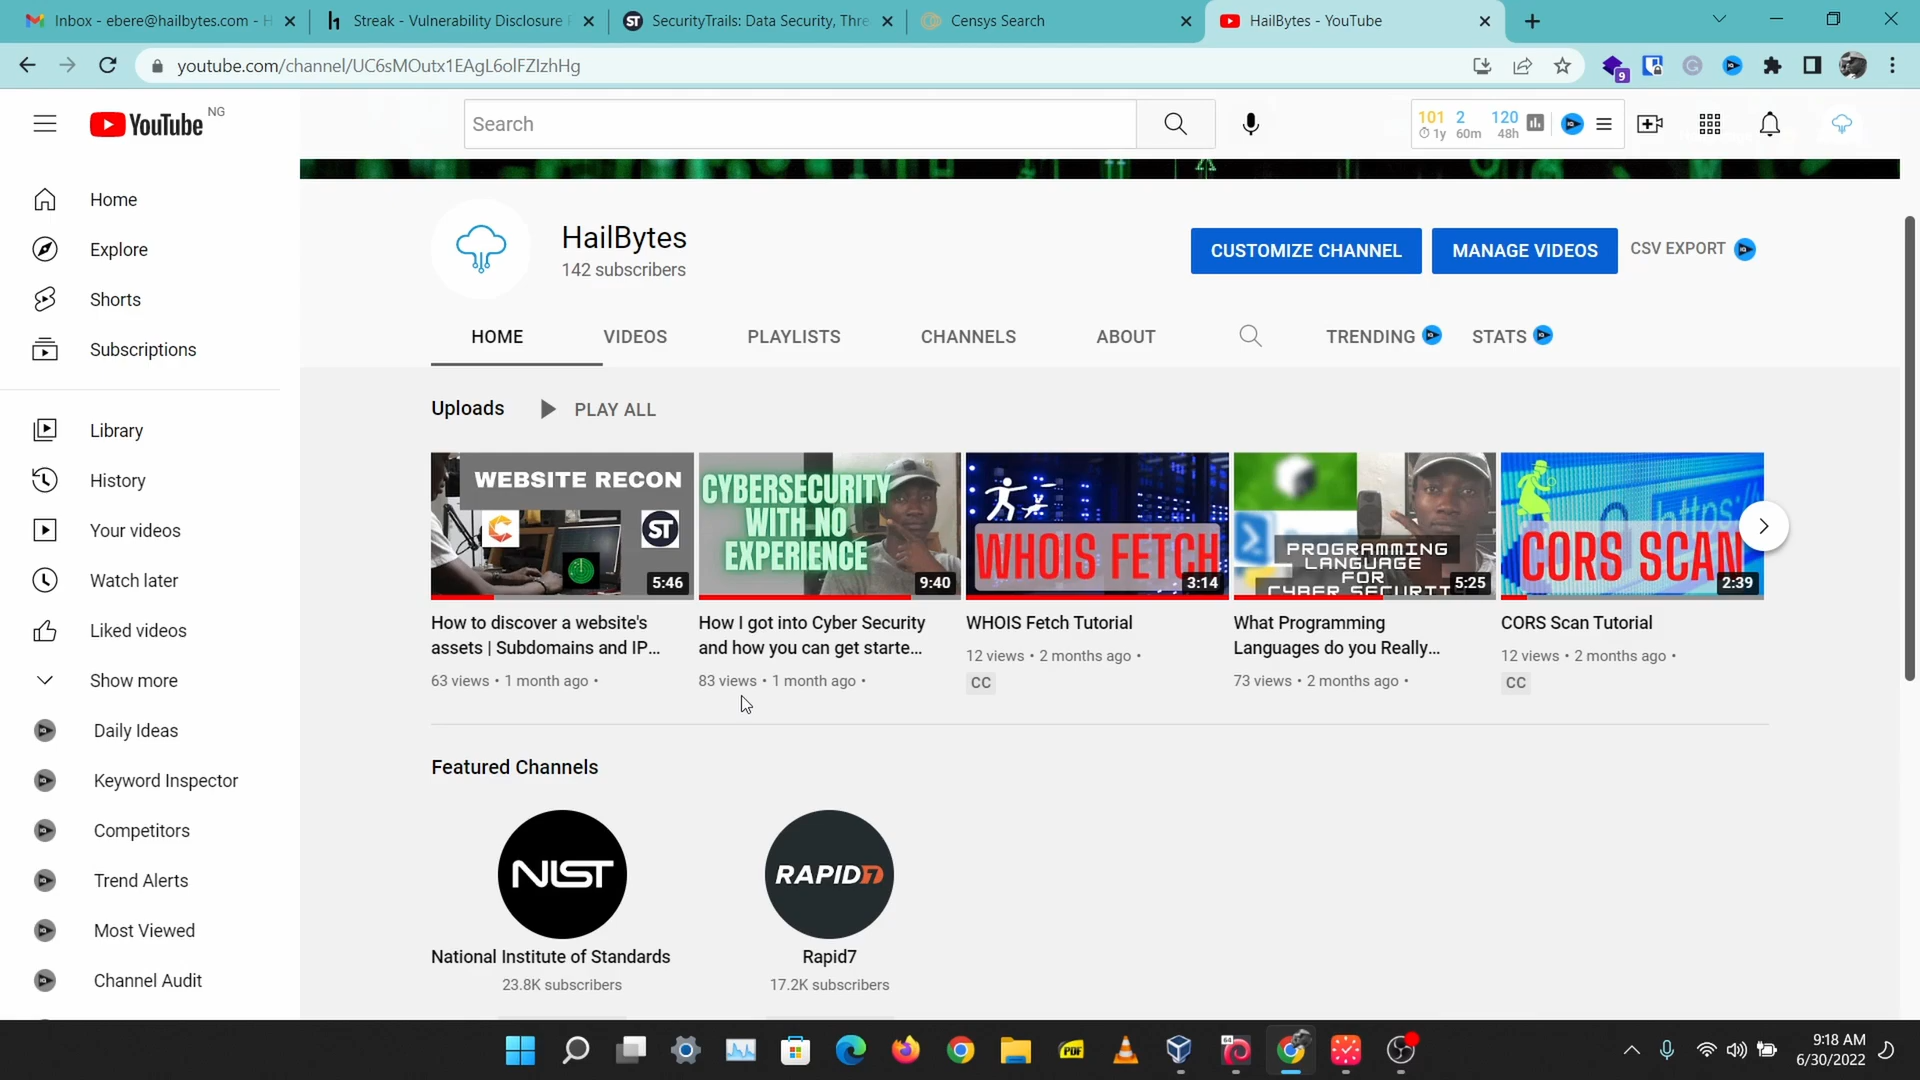 Inbox - ebere@hailbytes.com - H
Streak - Vulnerability Disclosure P
SecurityTrails: Data Security, Thre
Censys Search
HailBytes - YouTube
youtube.com/channel/UC6sMOutx1EAgL6olFZIzhHg
9
YouTube NG
Search
101 2 120
1y 60m 48h
Home
Explore
Shorts
Subscriptions
Library
History
Your videos
Watch later
Liked videos
Show more
Daily Ideas
Keyword Inspector
Competitors
Trend Alerts
Most Viewed
Channel Audit
HailBytes
142 subscribers
CUSTOMIZE CHANNEL
MANAGE VIDEOS
CSV EXPORT
HOME
VIDEOS
PLAYLISTS
CHANNELS
ABOUT
TRENDING
STATS
Uploads
PLAY ALL
WEBSITE RECON
ST
5:46
How to discover a website's
assets | Subdomains and IP...
63 views • 1 month ago •
CYBERSECURITY
WITH NO
EXPERIENCE
9:40
How I got into Cyber Security
and how you can get starte...
83 views • 1 month ago •
WHOIS FETCH
3:14
WHOIS Fetch Tutorial
12 views • 2 months ago •
CC
PROGRAMMING
LANGUAGE
FOR
CYBER SECURITY
5:25
What Programming
Languages do you Really...
73 views • 2 months ago •
https:/
CORS SCAN
2:39
CORS Scan Tutorial
12 views • 2 months ago •
CC
Featured Channels
NIST
National Institute of Standards
23.8K subscribers
RAPID7
Rapid7
17.2K subscribers
PDF
64
9:18 AM
6/30/2022